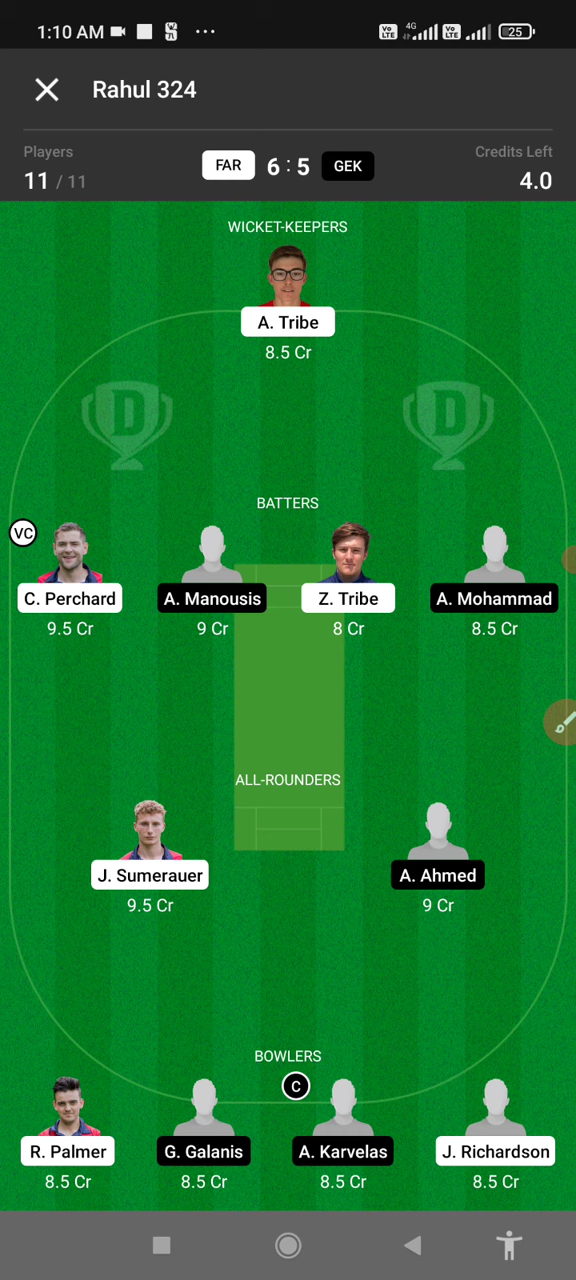 1:10 AM
Vo LTE 4G Vo LTE 25
Rahul 324
Players
11 / 11
FAR 6 : 5 GEK
Credits Left
4.0
WICKET-KEEPERS
A. Tribe
8.5 Cr
D D
BATTERS
VC
C. Perchard A. Manousis Z. Tribe A. Mohammad
9.5 Cr 9 Cr 8 Cr 8.5 Cr
ALL-ROUNDERS
J. Sumerauer A. Ahmed
9.5 Cr 9 Cr
BOWLERS
C
R. Palmer G. Galanis A. Karvelas J. Richardson
8.5 Cr 8.5 Cr 8.5 Cr 8.5 Cr